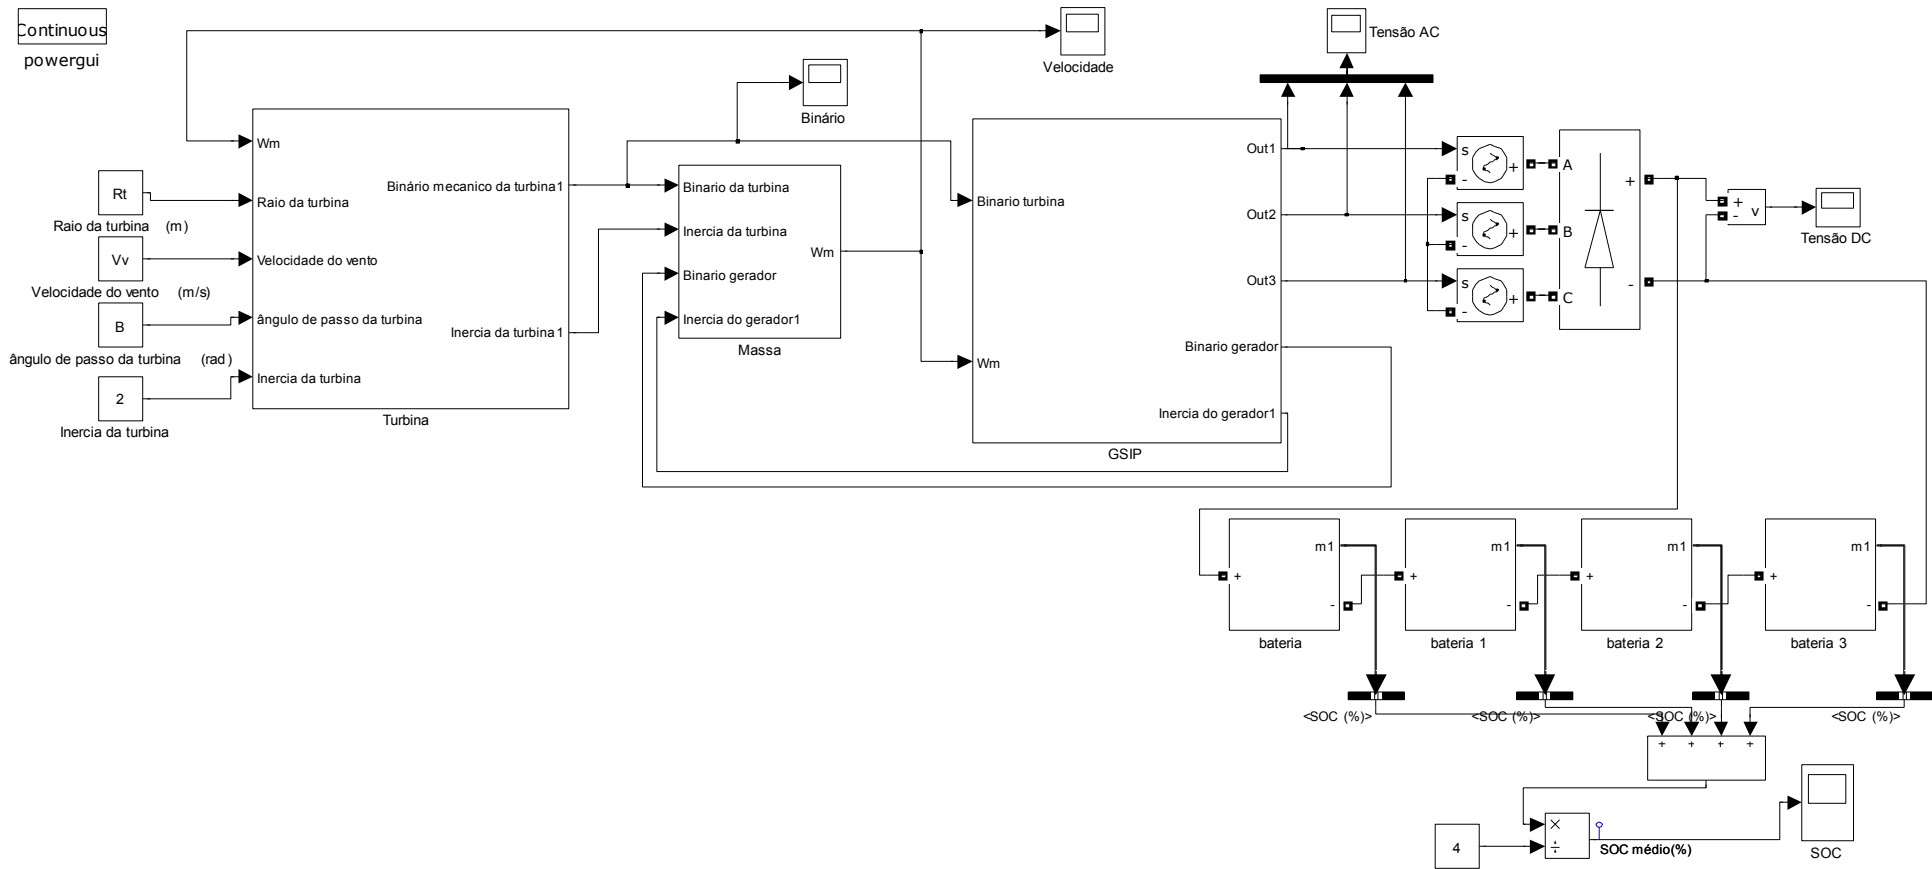 Continuous
powergui
Velocidade
Tensão AC
Binário
Wm
Raio da turbina
Velocidade do vento
ângulo de passo da turbina
Inercia da turbina
Binário mecanico da turbina1
Inercia da turbina1
Turbina
Rt
Raio da turbina (m)
Vv
Velocidade do vento (m/s)
B
ângulo de passo da turbina (rad)
2
Inercia da turbina
Binario da turbina
Inercia da turbina
Binario gerador
Inercia do gerador1
Wm
Massa
Binario turbina
Wm
Out1
Out2
Out3
Binario gerador
Inercia do gerador1
GSIP
s
+
-
s
+
-
s
+
-
A
B
C
+
-
+
-
v
Tensão DC
m1
+
-
bateria
m1
+
-
bateria 1
m1
+
-
bateria 2
m1
+
-
bateria 3
<SOC (%)>
<SOC (%)>
<SOC (%)>
<SOC (%)>
+ + + +
4
×
÷
SOC médio(%)
SOC